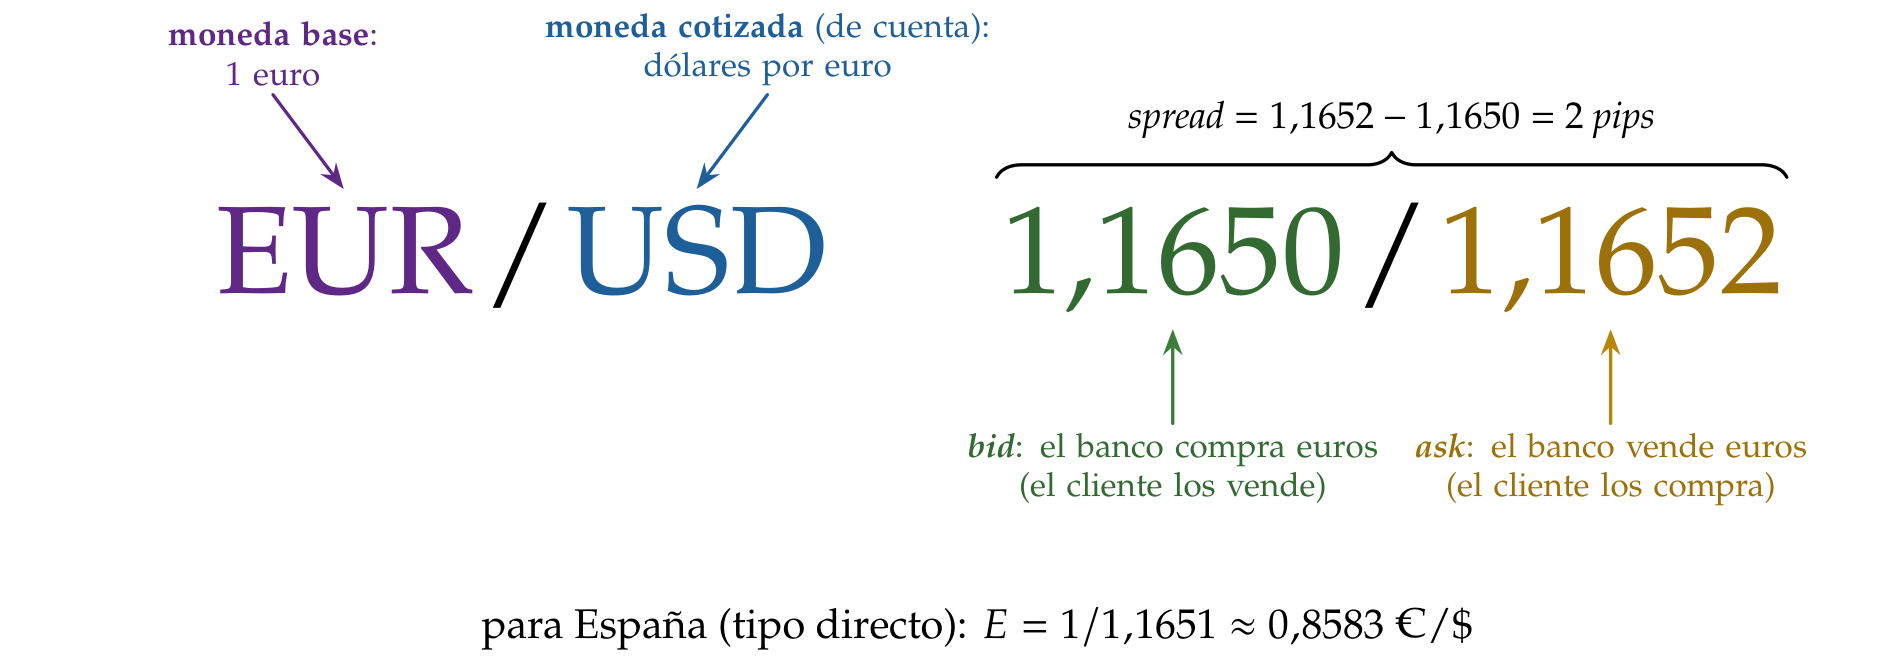 moneda base:
1 euro
moneda cotizada (de cuenta):
dólares por euro
spread = 1,1652 − 1,1650 = 2 pips
EUR / USD
1,1650 / 1,1652
bid: el banco compra euros
(el cliente los vende)
ask: el banco vende euros
(el cliente los compra)
para España (tipo directo): E = 1/1,1651 ≈ 0,8583 €/$